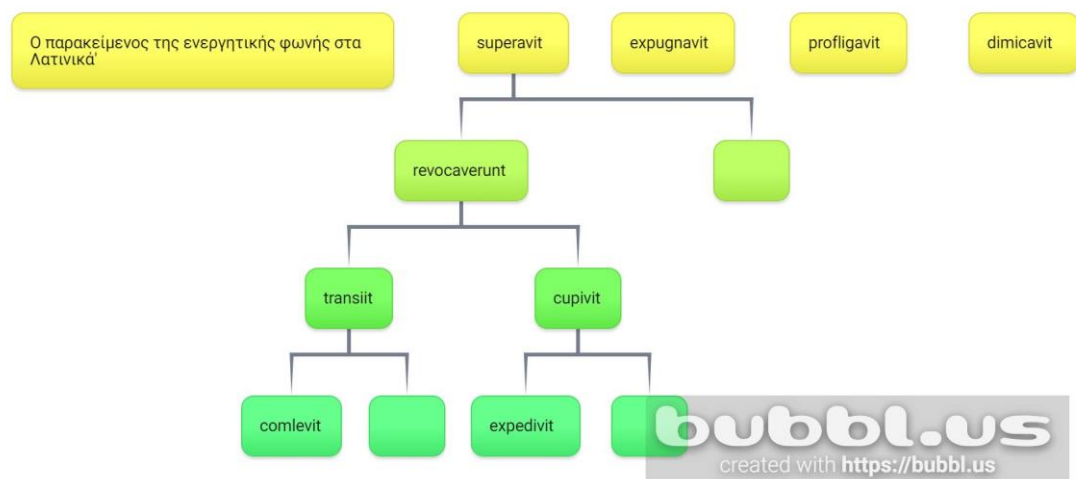 Ο παρακείμενος της ενεργητικής φωνής στα
Λατινικά'
superavit
expugnavit
profligavit
dimicavit
revocaverunt
transiit
cupivit
comlevit
expedivit
bubbl.us
created with https://bubbl.us